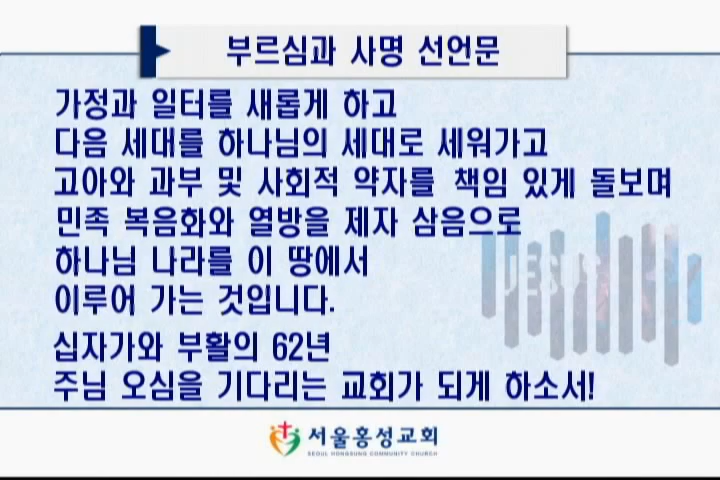 부르심과 사명 선언문
가정과 일터를 새롭게 하고
다음 세대를 하나님의 세대로 세워가고
고아와 과부 및 사회적 약자를 책임 있게 돌보며
민족 복음화와 열방을 제자 삼음으로
하나님 나라를 이 땅에서
이루어 가는 것입니다.
JESUS
십자가와 부활의 62년
주님 오심을 기다리는 교회가 되게 하소서!
서울홍성교회
SEOUL HONGSUNG COMMUNITY CHURCH